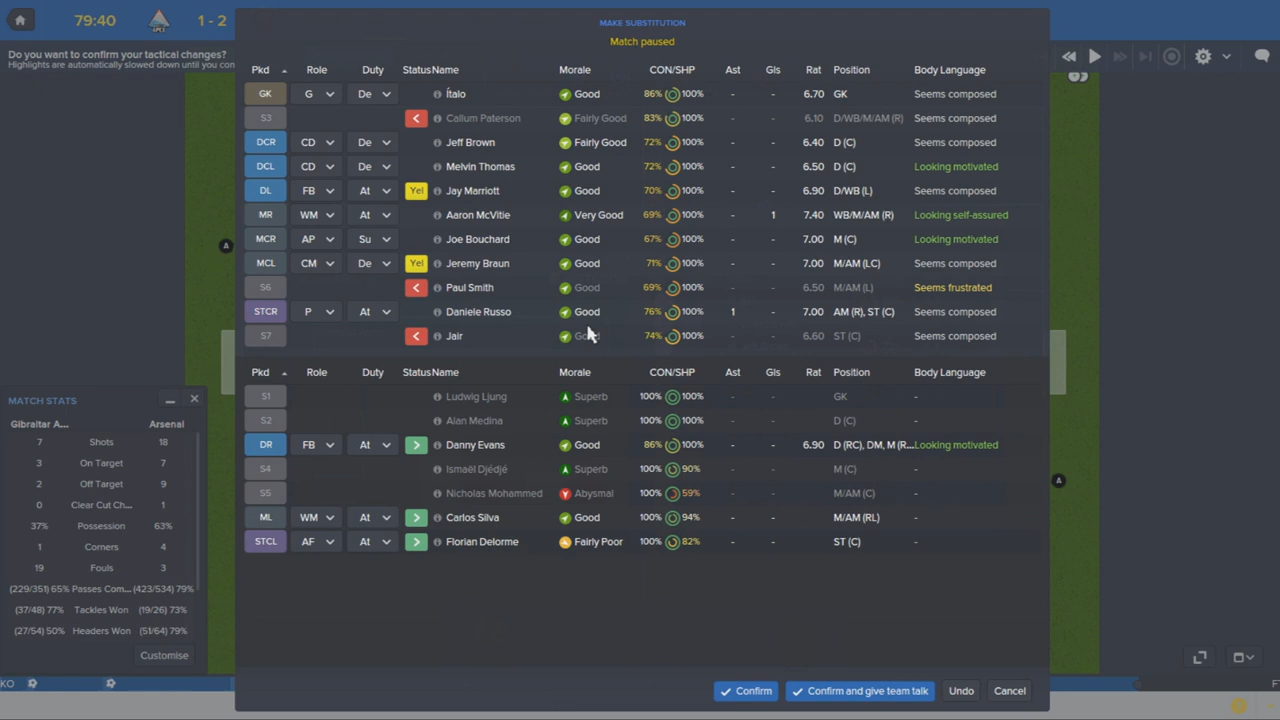 MAKE SUBSTITUTION
79:40 1 - 2
Match paused
Do you want to confirm your tactical changes?
Highlights are automatically slowed down until you con
Pkd Role Duty Status Name Morale CON/SHP Ast Gls Rat Position Body Language
GK G De Ítalo Good 86% 100% - - 6.70 GK Seems composed
S3 Callum Paterson Fairly Good 83% 100% - - 6.10 D/WB/M/AM (R) Seems composed
DCR CD De Jeff Brown Fairly Good 72% 100% - - 6.40 D (C) Seems composed
DCL CD De Melvin Thomas Good 72% 100% - - 6.50 D (C) Looking motivated
DL FB At Yel Jay Marriott Good 70% 100% - - 6.90 D/WB (L) Seems composed
MR WM At Aaron McVitie Very Good 69% 100% - 1 7.40 WB/M/AM (R) Looking self-assured
MCR AP Su Joe Bouchard Good 67% 100% - - 7.00 M (C) Looking motivated
A
MCL CM De Yel Jeremy Braun Good 71% 100% - - 7.00 M/AM (LC) Seems composed
S6 Paul Smith Good 69% 100% - - 6.50 M/AM (L) Seems frustrated
STCR P At Daniele Russo Good 76% 100% 1 - 7.00 AM (R), ST (C) Seems composed
S7 Jair Good 74% 100% - - 6.60 ST (C) Seems composed
Pkd Role Duty Status Name Morale CON/SHP Ast Gls Rat Position Body Language
S1 Ludwig Ljung Superb 100% 100% - - GK -
S2 Alan Medina Superb 100% 100% - - D (C) -
DR FB At Danny Evans Good 86% 100% - - 6.90 D (RC), DM, M (R... Looking motivated
S4 Ismaël Djédjé Superb 100% 90% - - M (C) -
S5 Nicholas Mohammed Abysmal 100% 59% - - M/AM (C) -
ML WM At Carlos Silva Good 100% 94% - - M/AM (RL) -
STCL AF At Florian Delorme Fairly Poor 100% 82% - - ST (C) -
A
MATCH STATS
Gibraltar A... Arsenal
7 Shots 18
3 On Target 7
2 Off Target 9
0 Clear Cut Ch... 1
37% Possession 63%
1 Corners 4
19 Fouls 3
(229/351) 65% Passes Com... (423/534) 79%
(37/48) 77% Tackles Won (19/26) 73%
(27/54) 50% Headers Won (51/64) 79%
Customise
KO
Confirm Confirm and give team talk Undo Cancel